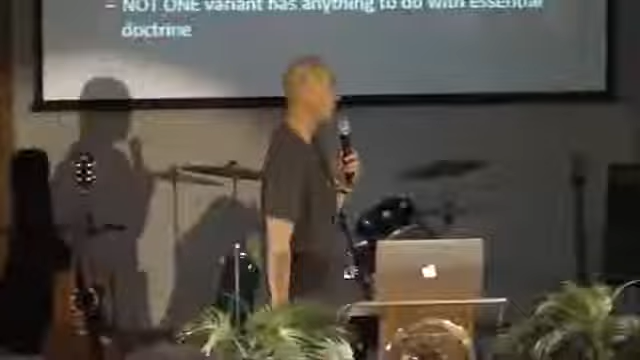 – NOT ONE variant has anything to do with essential
doctrine